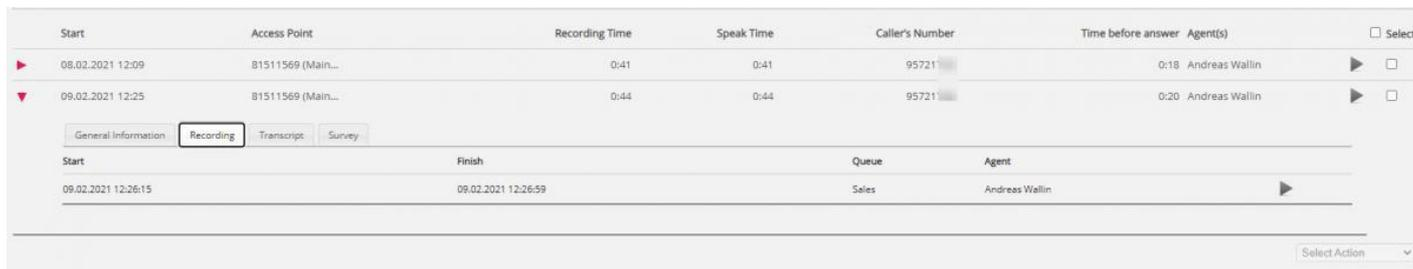 Start Access Point Recording Time Speak Time Caller's Number Time before answer Agent(s) Select
08.02.2021 12:09 81511569 (Main... 0:41 0:41 95721 0:18 Andreas Wallin
09.02.2021 12:25 81511569 (Main... 0:44 0:44 95721 0:20 Andreas Wallin
General Information Recording Transcript Survey
Start Finish Queue Agent
09.02.2021 12:26:15 09.02.2021 12:26:59 Sales Andreas Wallin
Select Action